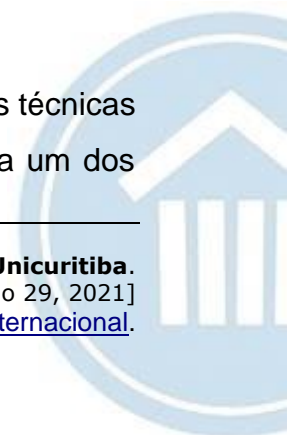 s técnicas
a um dos
Unicuritiba.
o 29, 2021]
ternacional.